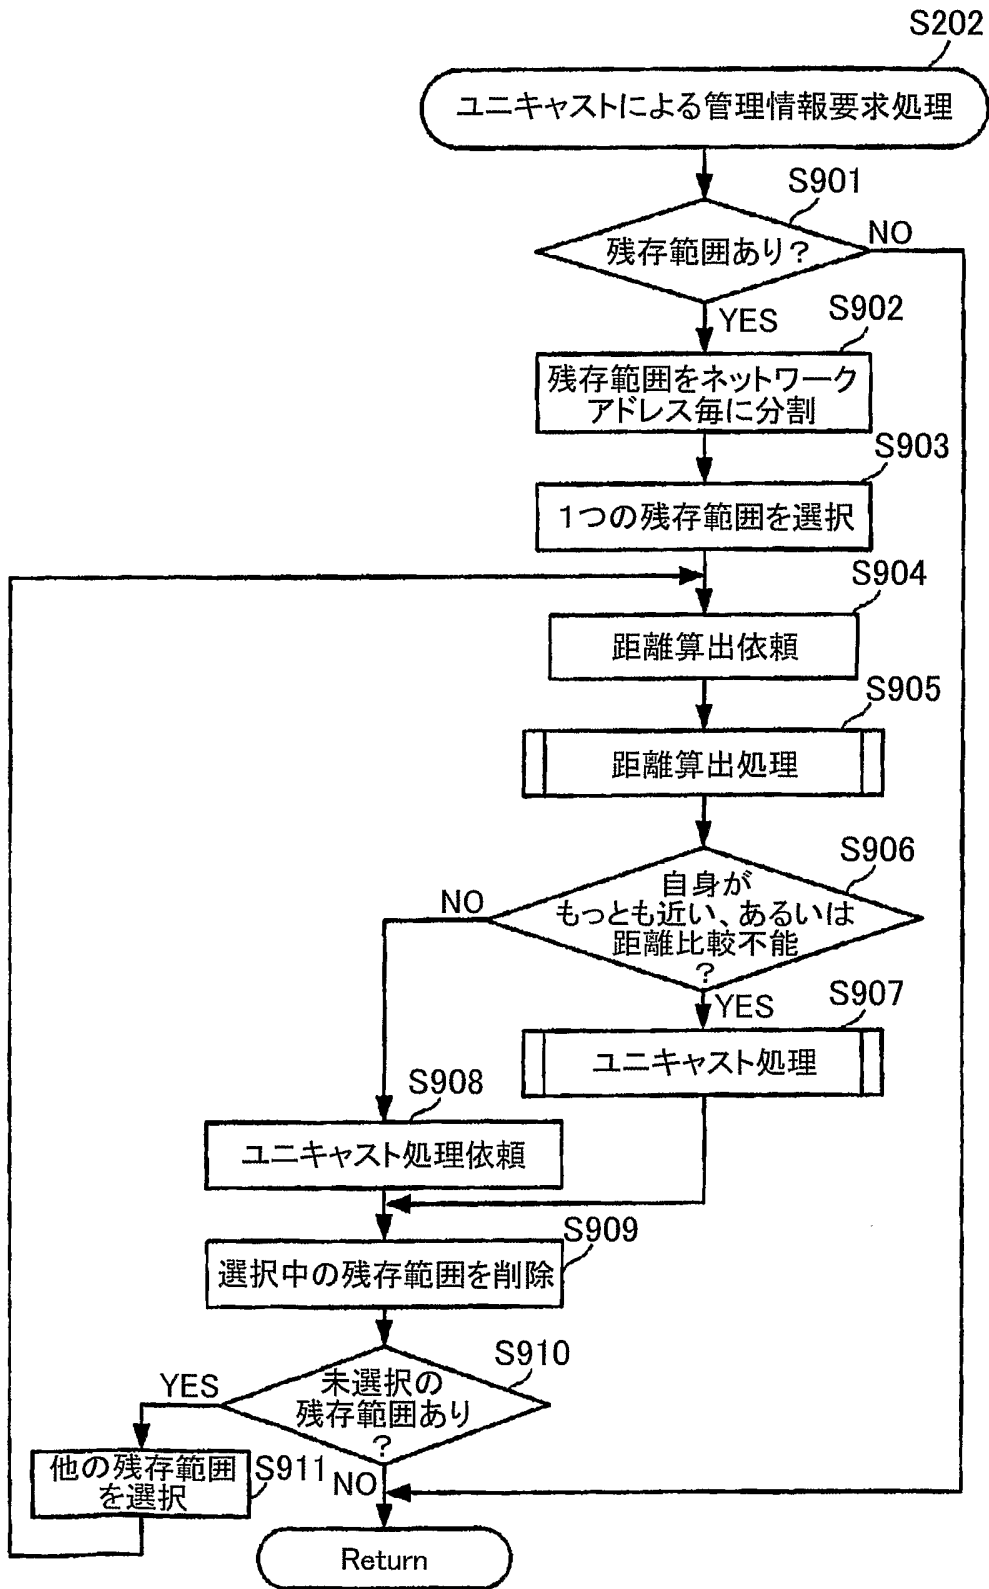 S202
ユニキャストによる管理情報要求処理
S901
残存範囲あり？
NO
YES
S902
残存範囲をネットワーク
アドレス毎に分割
S903
１つの残存範囲を選択
S904
距離算出依頼
S905
距離算出処理
S906
自身が
もっとも近い、あるいは
距離比較不能
？
NO
YES
S907
ユニキャスト処理
S908
ユニキャスト処理依頼
S909
選択中の残存範囲を削除
S910
未選択の
残存範囲あり
？
YES
NO
S911
他の残存範囲
を選択
Return